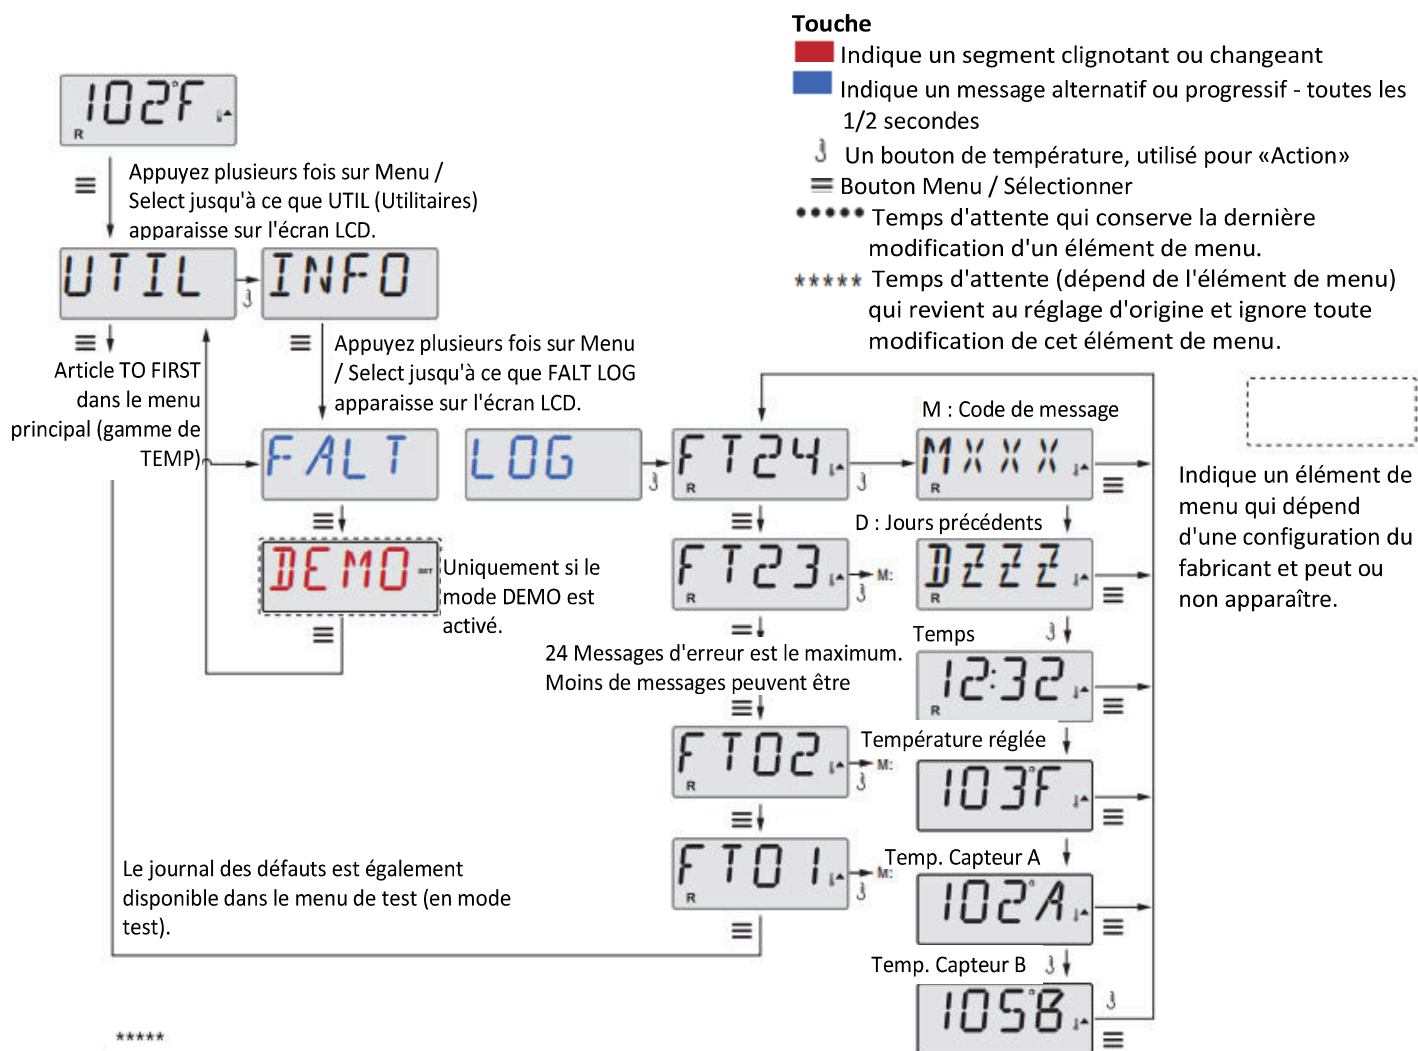 Touche
Indique un segment clignotant ou changeant
Indique un message alternatif ou progressif - toutes les
1/2 secondes
Un bouton de température, utilisé pour «Action»
Bouton Menu / Sélectionner
••••• Temps d'attente qui conserve la dernière
modification d'un élément de menu.
***** Temps d'attente (dépend de l'élément de menu)
qui revient au réglage d'origine et ignore toute
modification de cet élément de menu.
102°F
R
Appuyez plusieurs fois sur Menu /
Select jusqu'à ce que UTIL (Utilitaires)
apparaisse sur l'écran LCD.
UTIL
INFO
Article TO FIRST
dans le menu
principal (gamme de
TEMP)
Appuyez plusieurs fois sur Menu
/ Select jusqu'à ce que FALT LOG
apparaisse sur l'écran LCD.
FALT
LOG
FT24
R
M : Code de message
MXXX
R
Indique un élément de
menu qui dépend
d'une configuration du
fabricant et peut ou
non apparaître.
DEMO
SET
Uniquement si le
mode DEMO est
activé.
FT23
R
M:
D : Jours précédents
DZZZ
R
24 Messages d'erreur est le maximum.
Moins de messages peuvent être
Temps
12:32
R
FT02
R
M:
Température réglée
103°F
FT01
R
M:
Temp. Capteur A
102°A
Le journal des défauts est également
disponible dans le menu de test (en mode
test).
Temp. Capteur B
105°B
*****